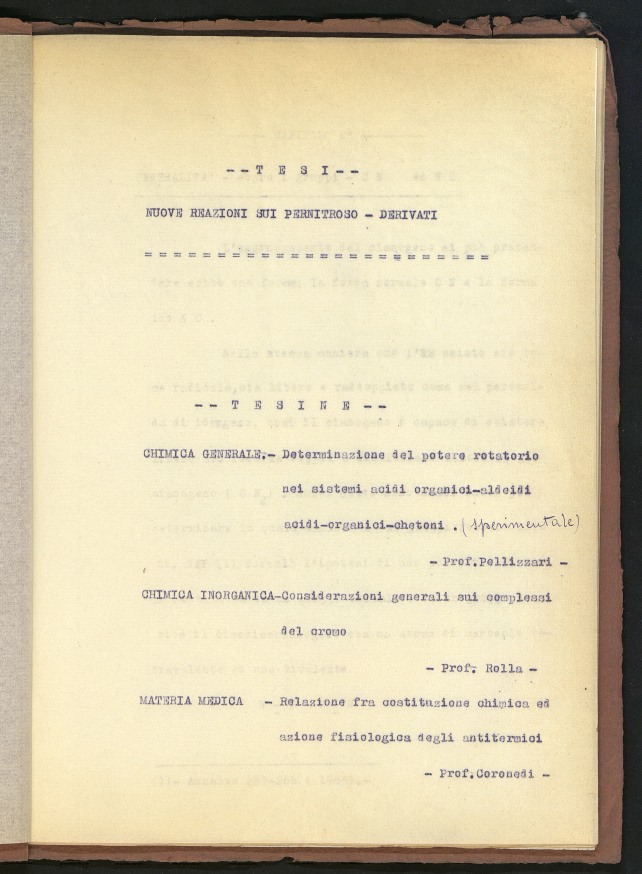 --T E S I--
NUOVE REAZIONI SUI PERNITROSO - DERIVATI
= = = = = = = = = = = = = = = = = = = = = = = =
-- T E S I N E --
CHIMICA GENERALE.- Determinazione del potere rotatorio
nei sistemi acidi organici-aldeidi
acidi-organici-chetoni . (sperimentale)
- Prof.Pellizzari -
CHIMICA INORGANICA-Considerazioni generali sui complessi
del cromo
- Prof. Rolla -
MATERIA MEDICA - Relazione fra costituzione chimica ed
azione fisiologica degli antitermici
- Prof.Coronedi -